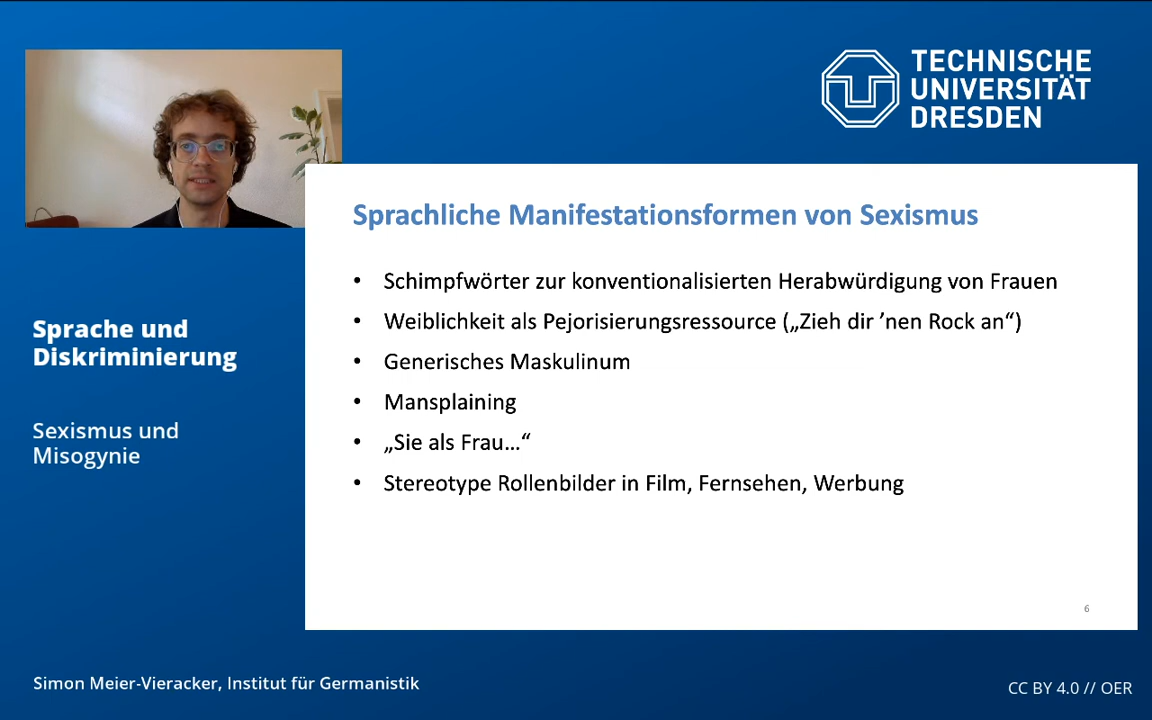 TECHNISCHE
UNIVERSITÄT
DRESDEN
Sprachliche Manifestationsformen von Sexismus
• Schimpfwörter zur konventionalisierten Herabwürdigung von Frauen
• Weiblichkeit als Pejorisierungsressource („Zieh dir ’nen Rock an“)
• Generisches Maskulinum
• Mansplaining
• „Sie als Frau...“
• Stereotype Rollenbilder in Film, Fernsehen, Werbung
6
Sprache und
Diskriminierung
Sexismus und
Misogynie
Simon Meier-Vieracker, Institut für Germanistik
CC BY 4.0 // OER